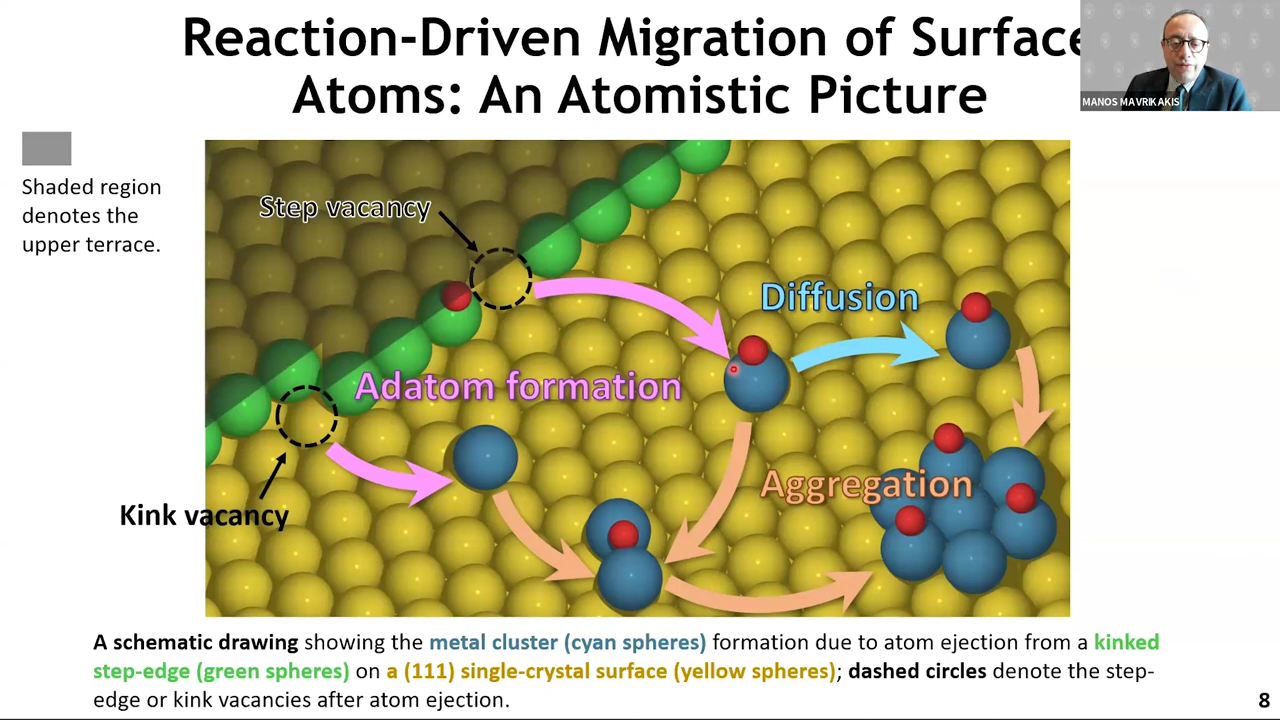 Reaction-Driven Migration of Surface
Atoms: An Atomistic Picture
MANOS MAVRIKAKIS
Shaded region
denotes the
upper terrace.
Step vacancy
Diffusion
Adatom formation
Aggregation
Kink vacancy
A schematic drawing showing the metal cluster (cyan spheres) formation due to atom ejection from a kinked
step-edge (green spheres) on a (111) single-crystal surface (yellow spheres); dashed circles denote the step-
edge or kink vacancies after atom ejection.
8